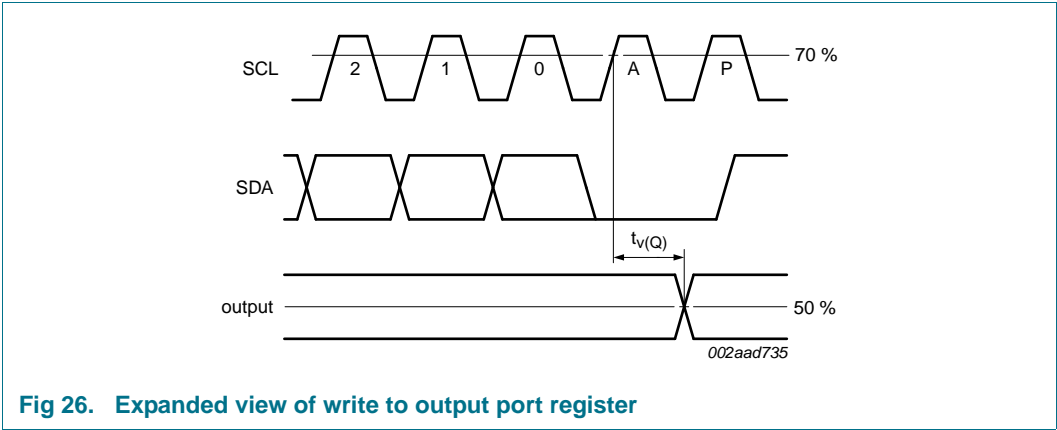 SCL 2 1 0 A P 70 %
SDA
tv(Q)
output 50 %
002aad735
Fig 26. Expanded view of write to output port register